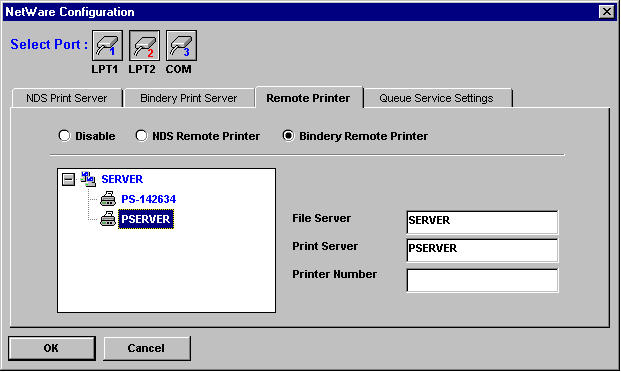 NetWare Configuration
Select Port :
1 2 3
LPT1 LPT2 COM
NDS Print Server Bindery Print Server Remote Printer Queue Service Settings
Disable NDS Remote Printer Bindery Remote Printer
SERVER
PS-142634
PSERVER
File Server SERVER
Print Server PSERVER
Printer Number
OK Cancel